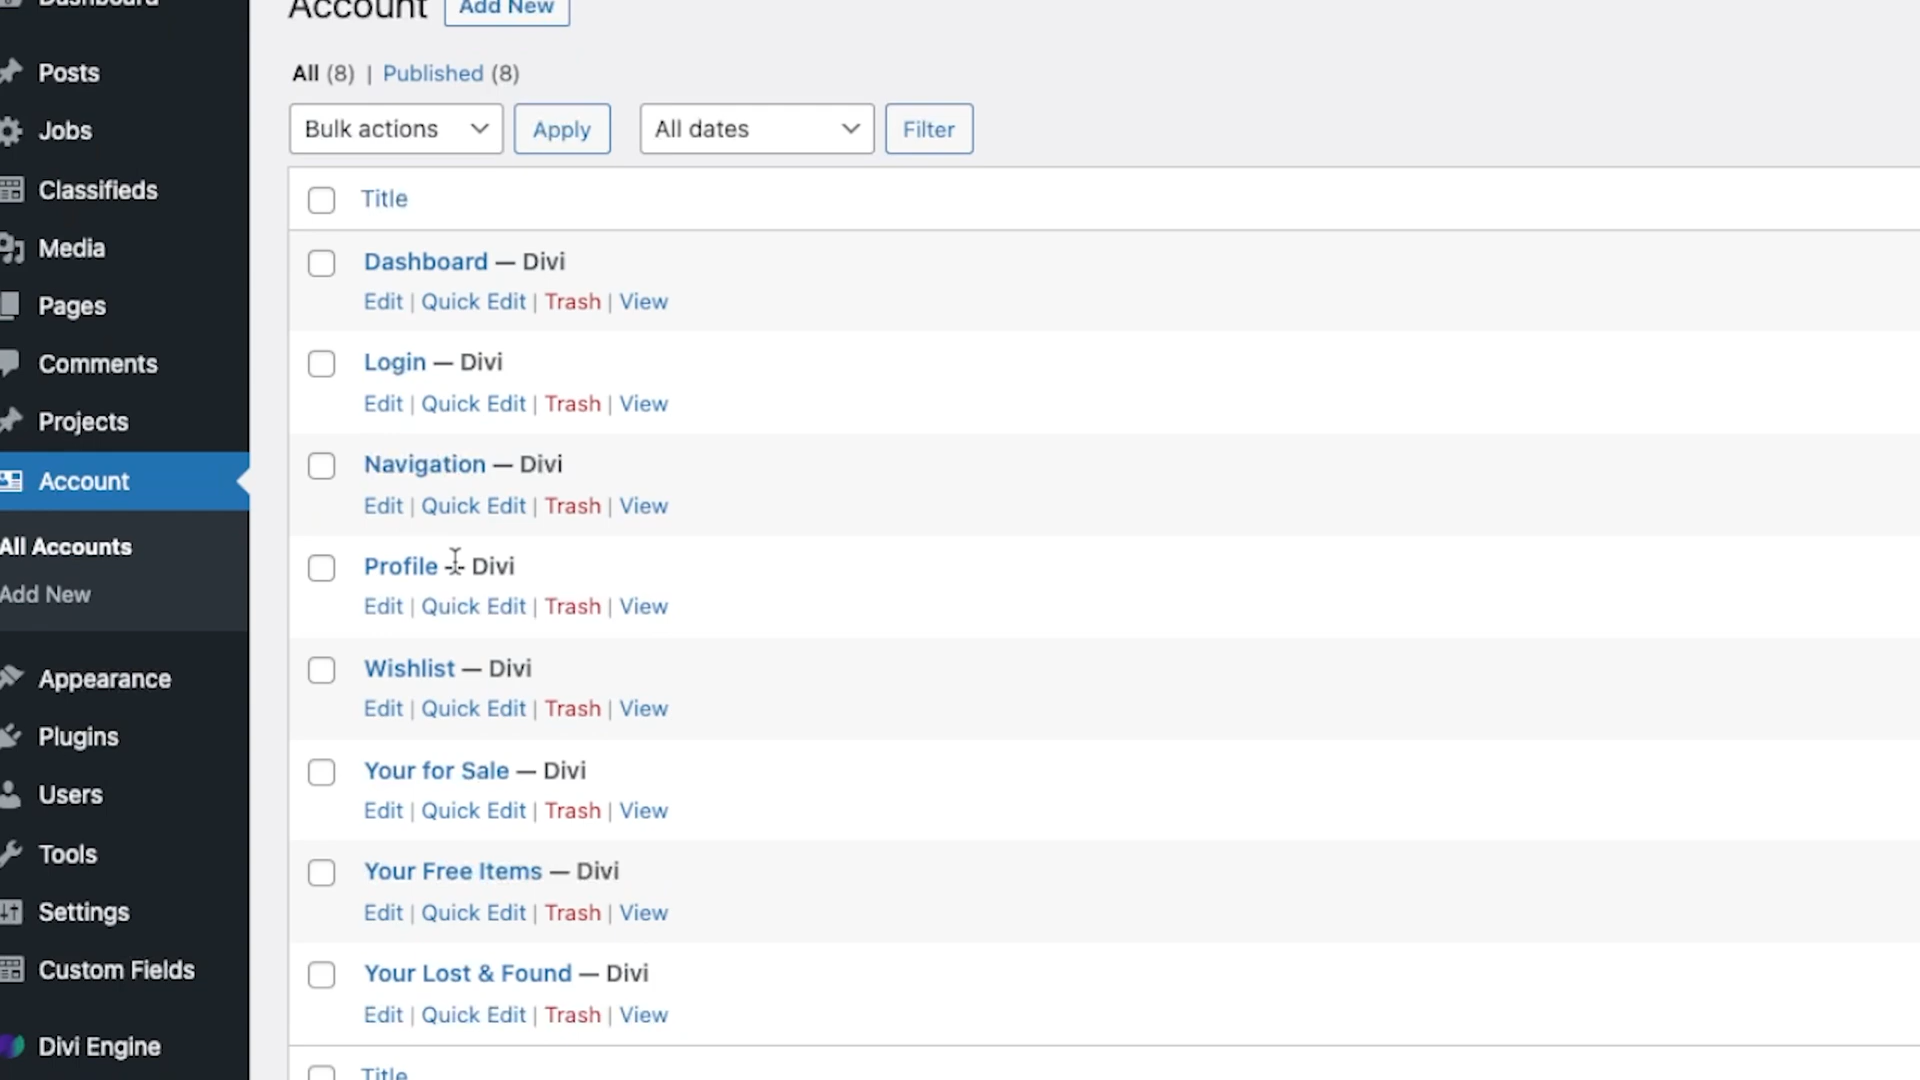 Dashboard
Posts
Jobs
Classifieds
Media
Pages
Comments
Projects
Account
All Accounts
Add New
Appearance
Plugins
Users
Tools
Settings
Custom Fields
Divi Engine
Account Add New
All (8) | Published (8)
Bulk actions Apply All dates Filter
Title
Dashboard — Divi
Edit | Quick Edit | Trash | View
Login — Divi
Edit | Quick Edit | Trash | View
Navigation — Divi
Edit | Quick Edit | Trash | View
Profile — Divi
Edit | Quick Edit | Trash | View
Wishlist — Divi
Edit | Quick Edit | Trash | View
Your for Sale — Divi
Edit | Quick Edit | Trash | View
Your Free Items — Divi
Edit | Quick Edit | Trash | View
Your Lost & Found — Divi
Edit | Quick Edit | Trash | View
Title